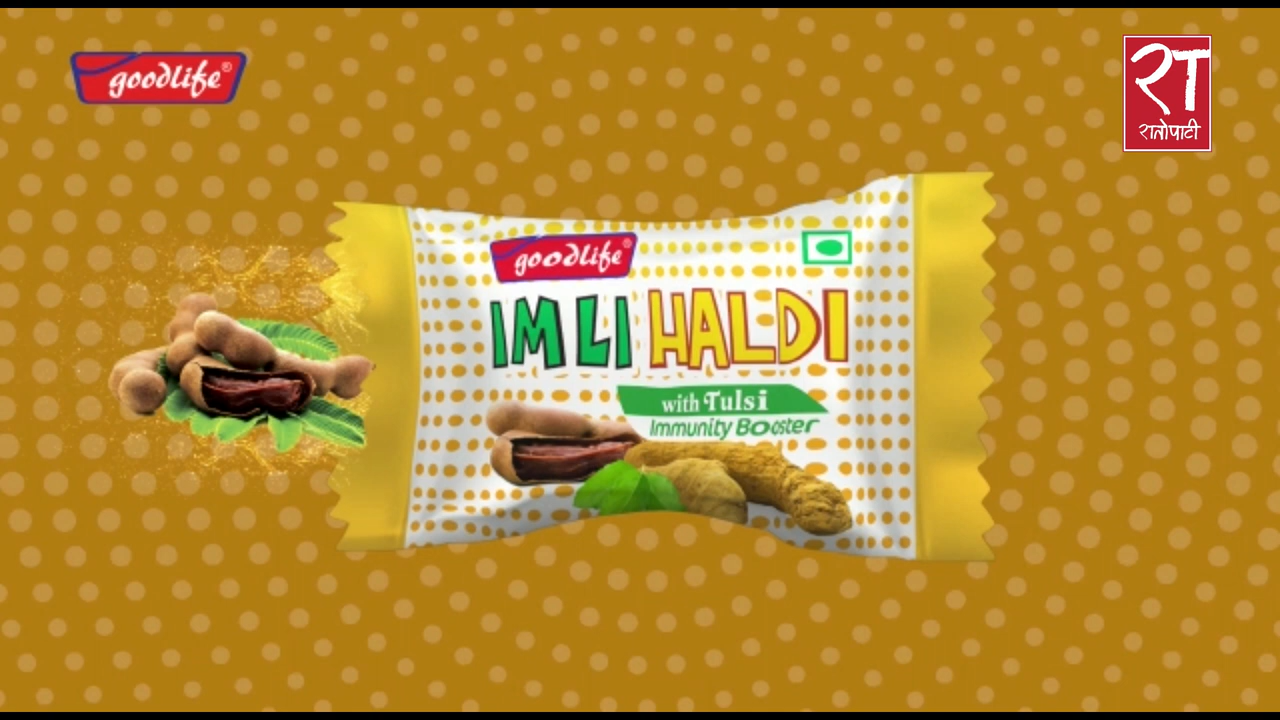 goodlife®
रा
रातोपाटी
goodlife®
IMLI HALDI
with Tulsi
Immunity Booster